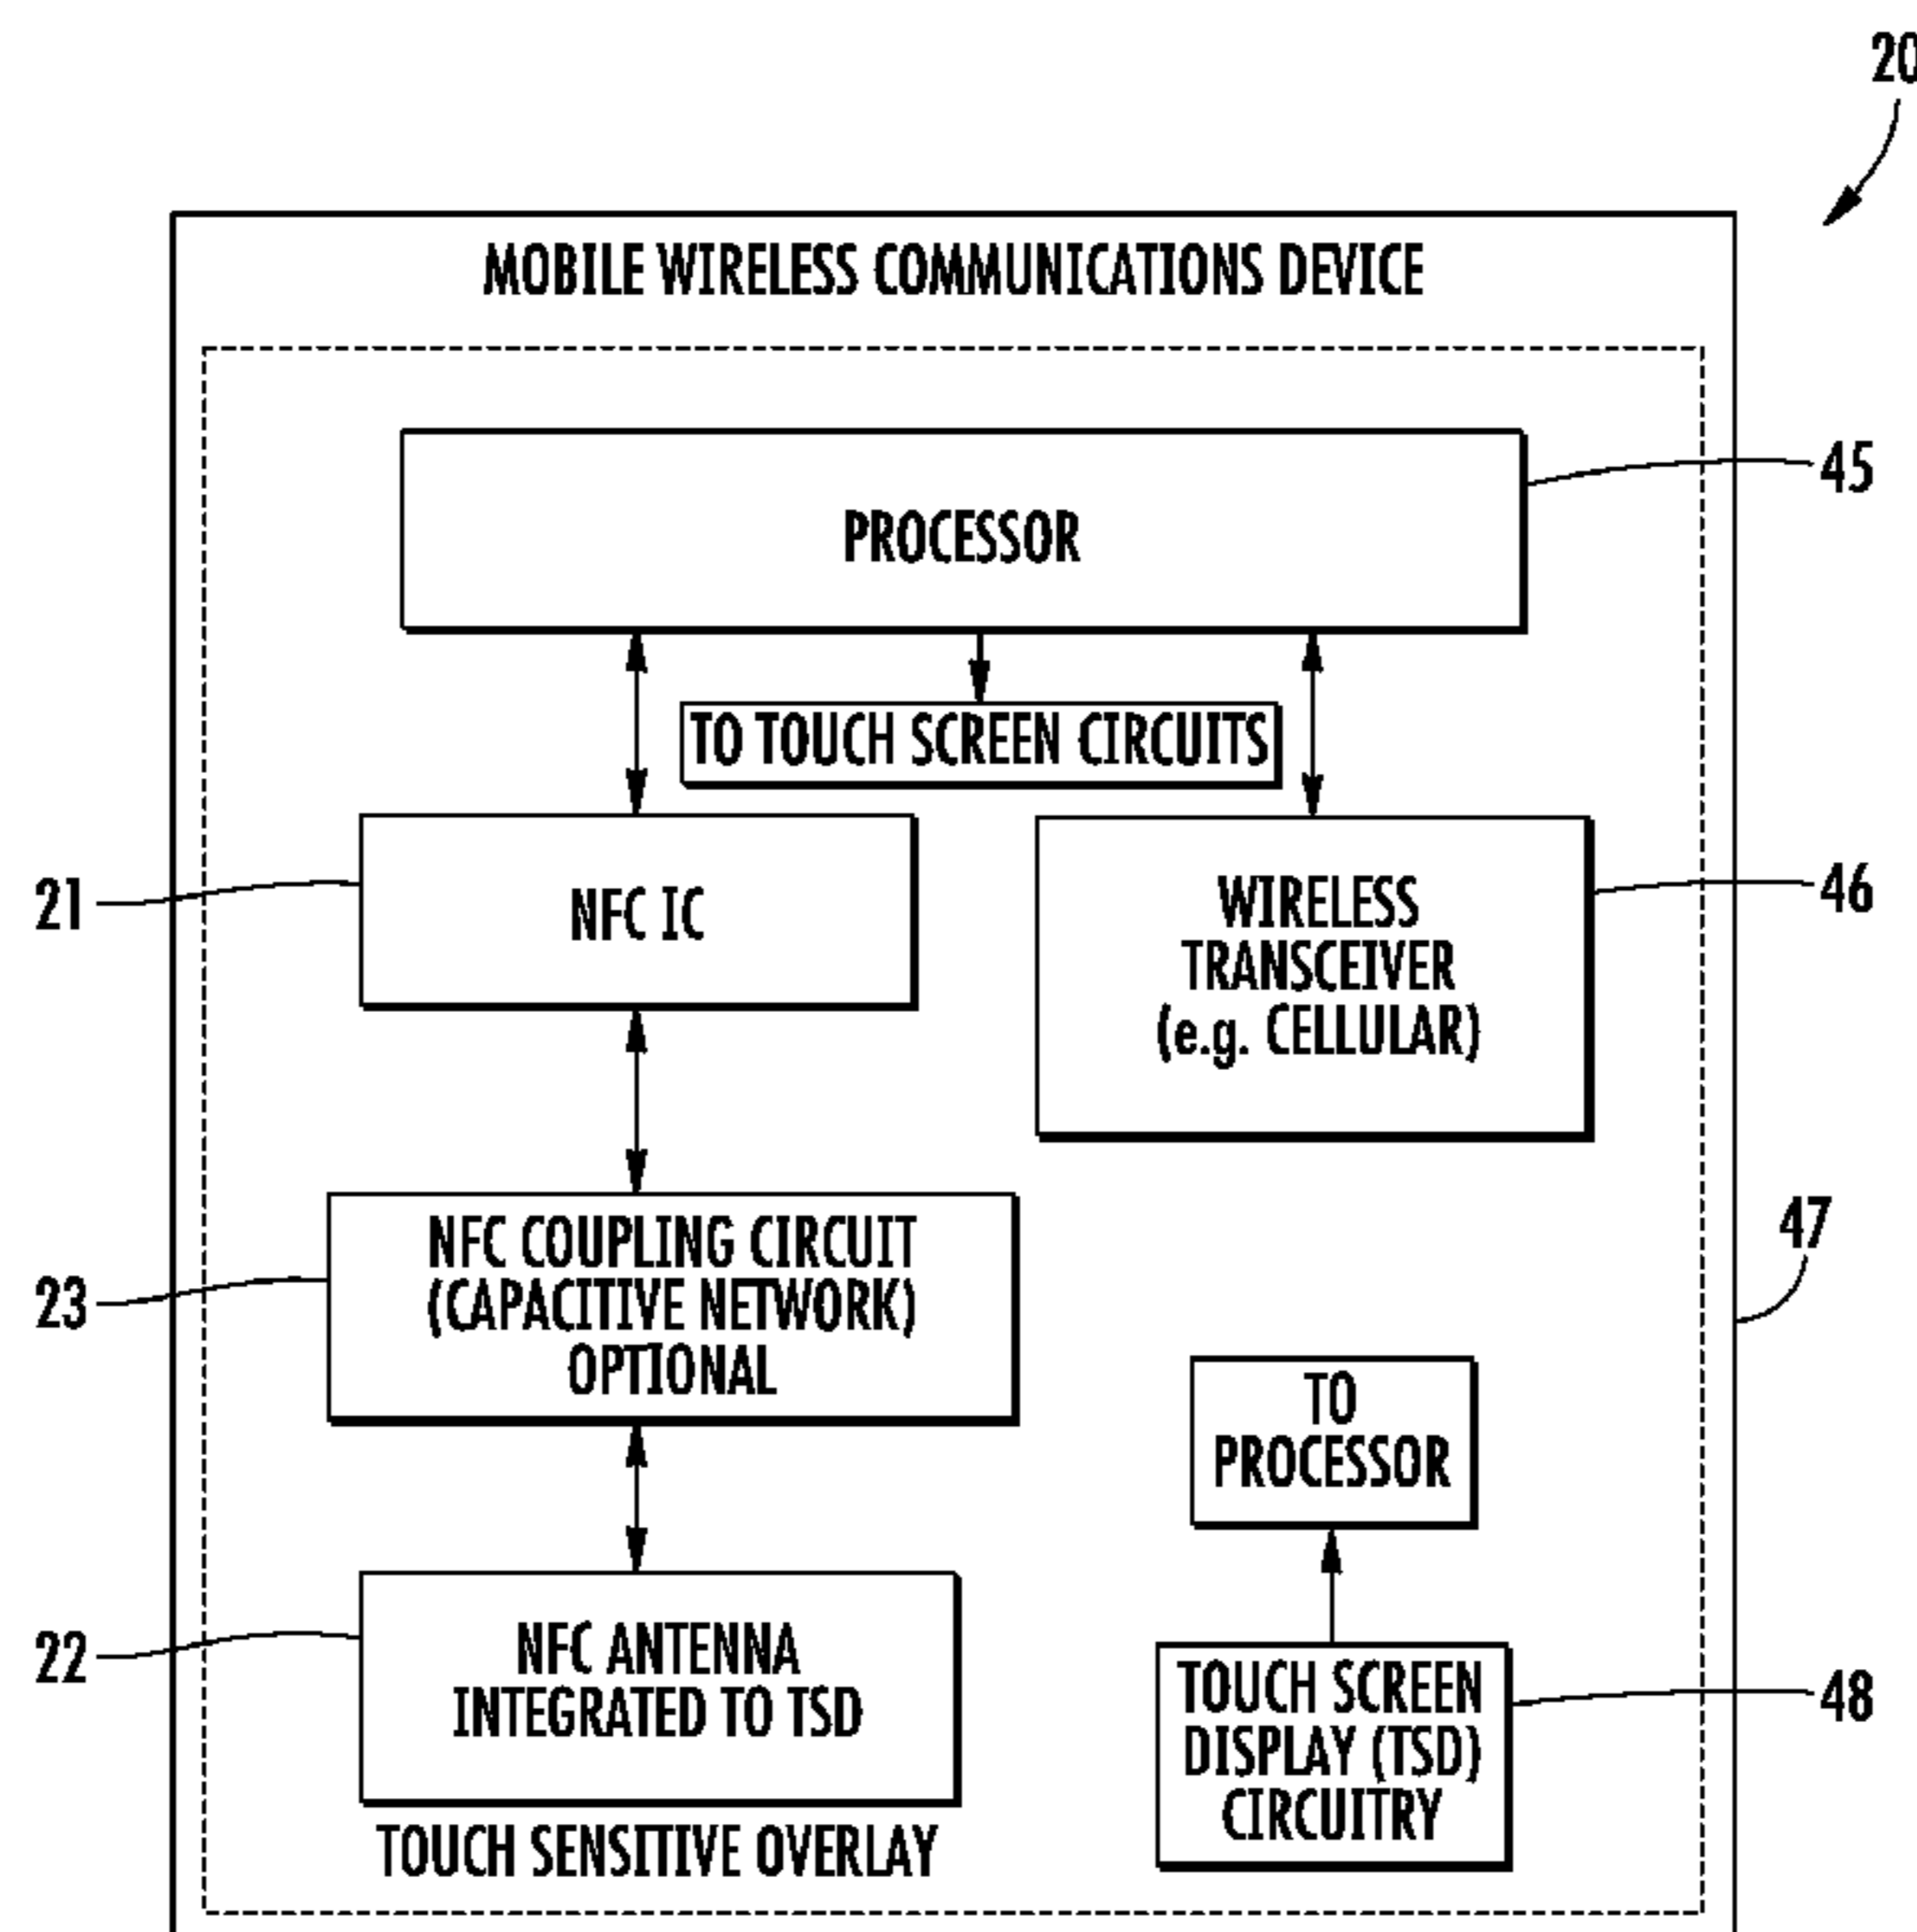 20
MOBILE WIRELESS COMMUNICATIONS DEVICE
45
PROCESSOR
TO TOUCH SCREEN CIRCUITS
21
NFC IC
46
WIRELESS
TRANSCEIVER
(e.g. CELLULAR)
47
23
NFC COUPLING CIRCUIT
(CAPACITIVE NETWORK)
OPTIONAL
TO
PROCESSOR
22
NFC ANTENNA
INTEGRATED TO TSD
TOUCH SENSITIVE OVERLAY
48
TOUCH SCREEN
DISPLAY (TSD)
CIRCUITRY